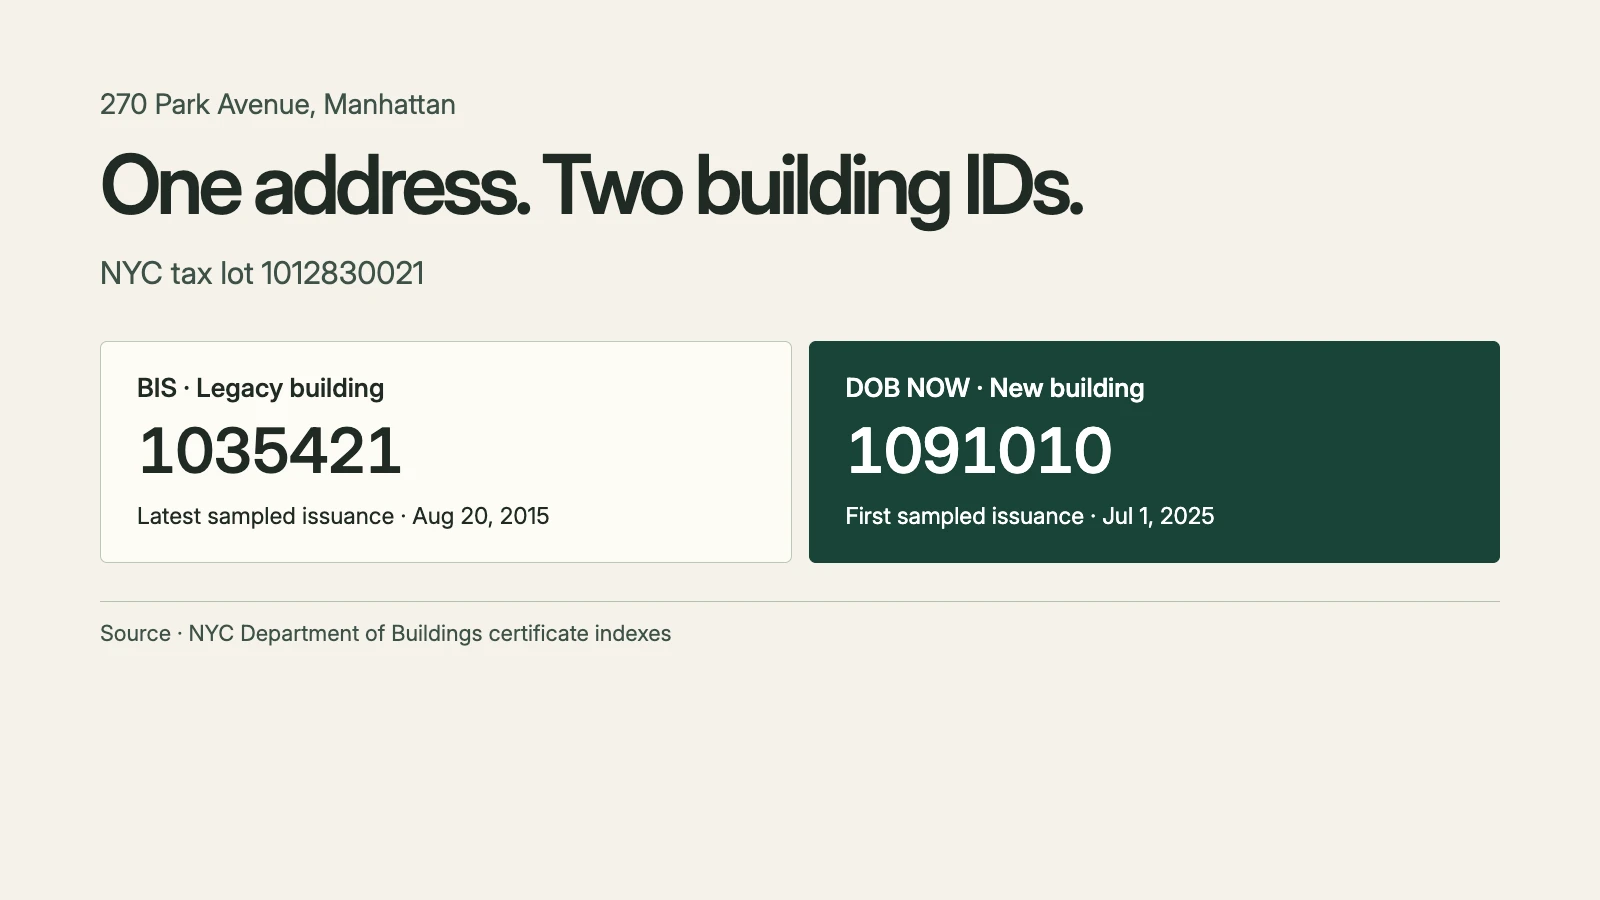 270 Park Avenue, Manhattan
One address. Two building IDs.
NYC tax lot 1012830021
BIS · Legacy building
1035421
Latest sampled issuance · Aug 20, 2015
DOB NOW · New building
1091010
First sampled issuance · Jul 1, 2025
Source · NYC Department of Buildings certificate indexes